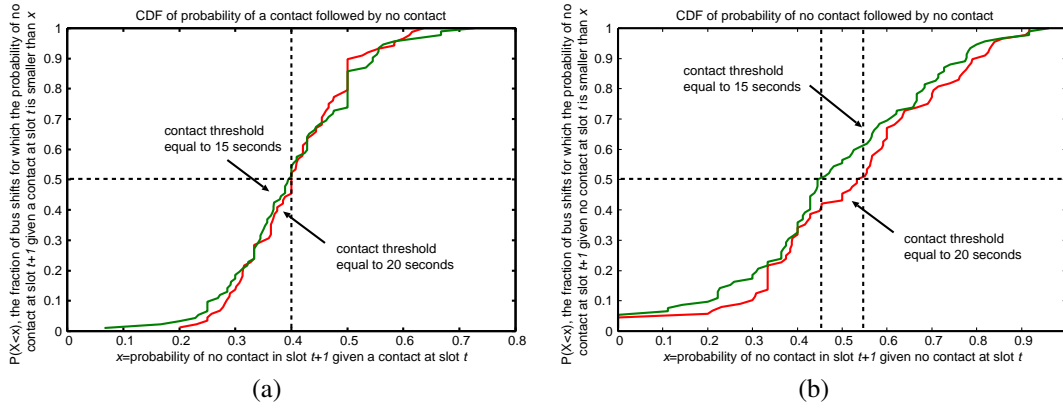 CDF of probability of a contact followed by no contact
P(X<x), the fraction of bus shifts for which the probability of no
contact at slot t+1 given a contact at slot t is smaller than x
1
0.9
0.8
0.7
0.6
0.5
0.4
0.3
0.2
0.1
0
contact threshold
equal to 15 seconds
contact threshold
equal to 20 seconds
0
0.1
0.2
0.3
0.4
0.5
0.6
0.7
0.8
x=probability of no contact in slot t+1 given a contact at slot t
(a)
CDF of probability of no contact followed by no contact
P(X<x), the fraction of bus shifts for which the probability of no
contact at slot t+1 given no contact at slot t is smaller than x
1
0.9
0.8
0.7
0.6
0.5
0.4
0.3
0.2
0.1
0
contact threshold
equal to 15 seconds
contact threshold
equal to 20 seconds
0
0.1
0.2
0.3
0.4
0.5
0.6
0.7
0.8
0.9
x=probability of no contact in slot t+1 given no contact at slot t
(b)